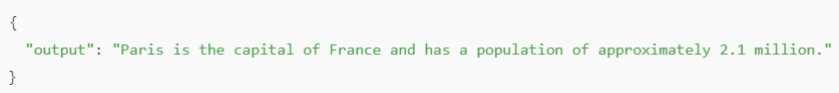 {
"output": "Paris is the capital of France and has a population of approximately 2.1 million."
}